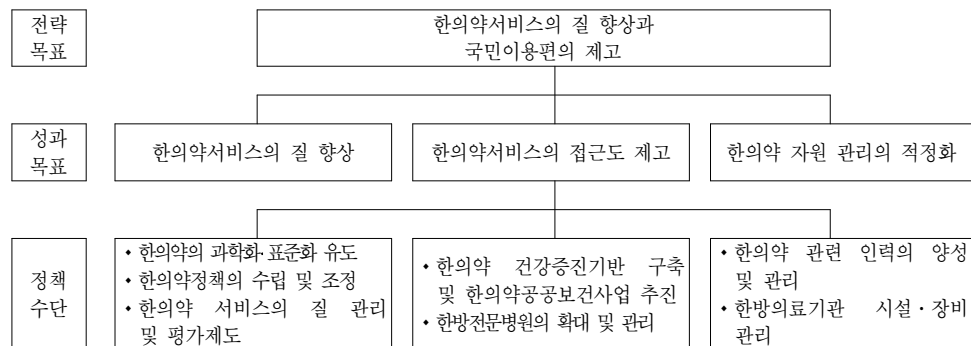 전략
목표
한의약서비스의 질 향상과
국민이용편의 제고
성과
목표
한의약서비스의 질 향상
한의약서비스의 접근도 제고
한의약 자원 관리의 적정화
정책
수단
• 한의약의 과학화·표준화 유도
• 한의약정책의 수립 및 조정
• 한의약 서비스의 질 관리
및 평가제도
• 한의약 건강증진기반 구축
및 한의약공공보건사업 추진
• 한방전문병원의 확대 및 관리
• 한의약 관련 인력의 양성
및 관리
• 한방의료기관 시설·장비
관리